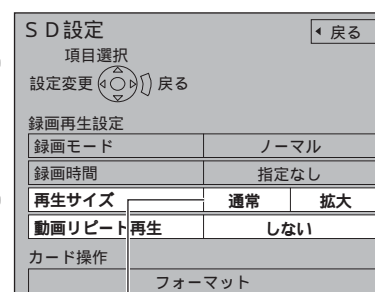 SD設定
戻る
項目選択
設定変更 戻る
録画再生設定
録画モード ノーマル
録画時間 指定なし
再生サイズ 通常 拡大
動画リピート再生 しない
カード操作
フォーマット